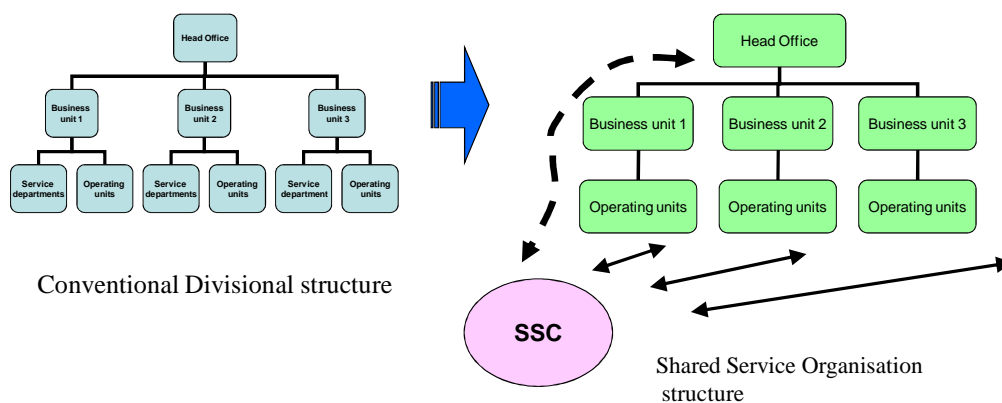 Head Office
Business
unit 1
Business
unit 2
Business
unit 3
Service
departments
Operating
units
Service
departments
Operating
units
Service
department
Operating
units
Conventional Divisional structure
Head Office
Business unit 1
Business unit 2
Business unit 3
Operating units
Operating units
Operating units
SSC
Shared Service Organisation
structure